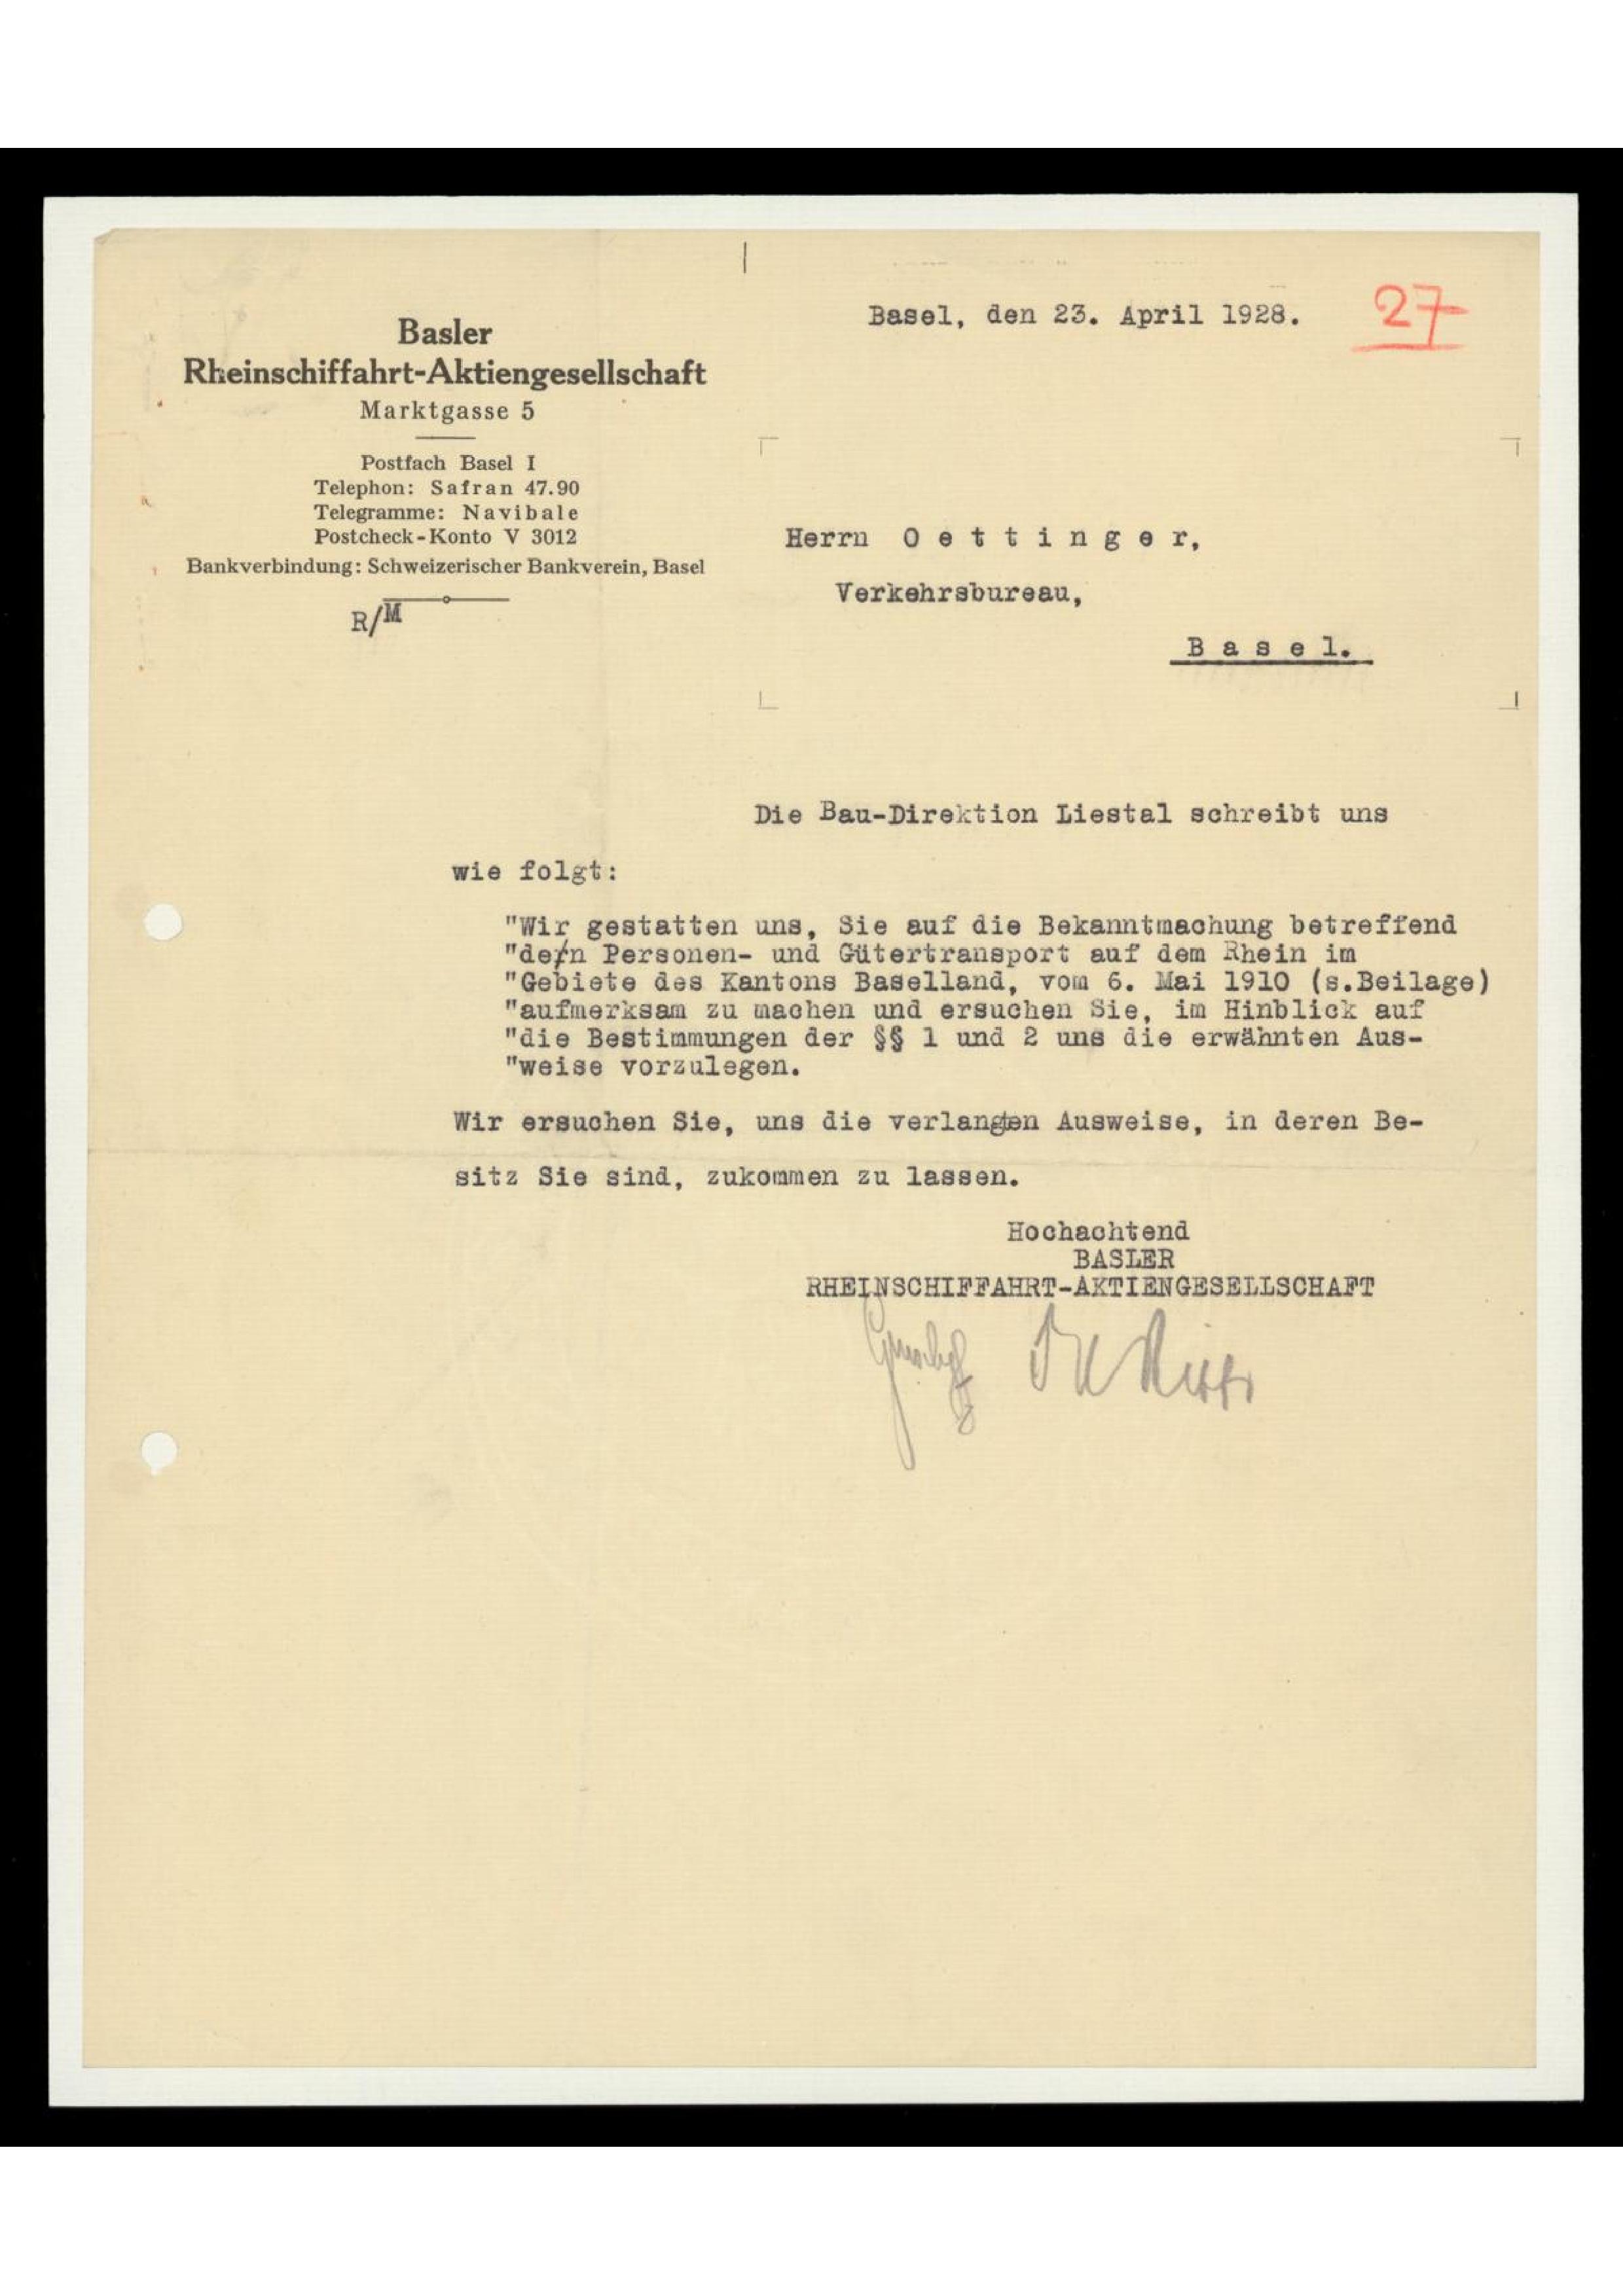 Basel, den 23. April 1928.
27
Basler
Rheinschiffahrt-Aktiengesellschaft
Marktgasse 5
Postfach Basel I
Telephon: Safran 47.90
Telegramme: Navibale
Postcheck-Konto V 3012
Bankverbindung: Schweizerischer Bankverein, Basel
R/M
Herrn Oettinger,
Verkehrsbureau,
Basel.
Die Bau-Direktion Liestal schreibt uns
wie folgt:
"Wir gestatten uns, Sie auf die Bekanntmachung betreffend
"den Personen- und Gütertransport auf dem Rhein im
"Gebiete des Kantons Baselland, vom 6. Mai 1910 (s.Beilage)
"aufmerksam zu machen und ersuchen Sie, im Hinblick auf
"die Bestimmungen der §§ 1 und 2 uns die erwähnten Aus-
"weise vorzulegen.
Wir ersuchen Sie, uns die verlangten Ausweise, in deren Be-
sitz Sie sind, zukommen zu lassen.
Hochachtend
BASLER
RHEINSCHIFFAHRT-AKTIENGESELLSCHAFT